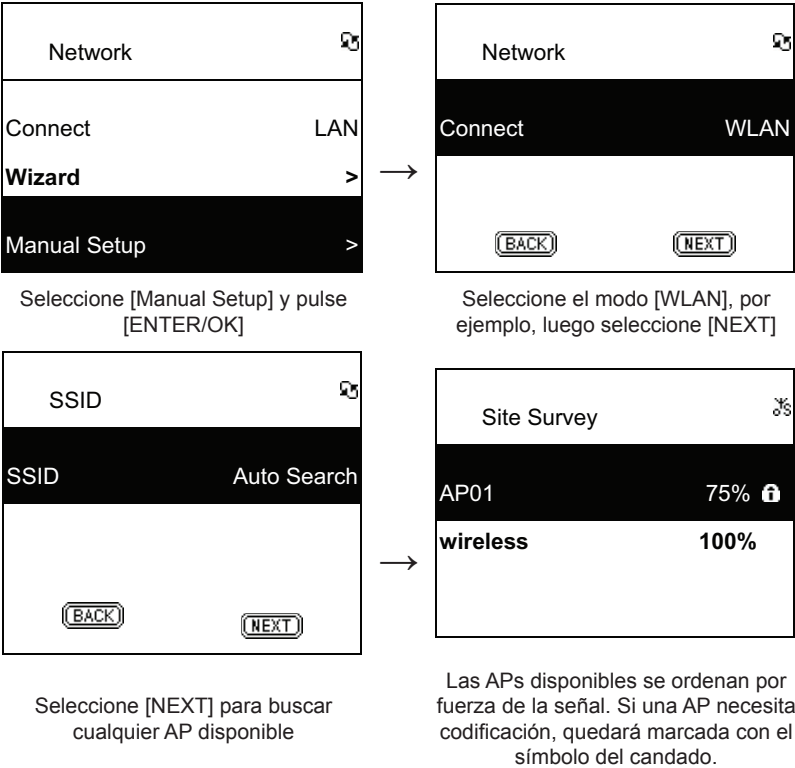 Network
Connect LAN
Wizard >
Manual Setup >
Seleccione [Manual Setup] y pulse
[ENTER/OK]
Network
Connect WLAN
BACK NEXT
Seleccione el modo [WLAN], por
ejemplo, luego seleccione [NEXT]
SSID
SSID Auto Search
BACK NEXT
Seleccione [NEXT] para buscar
cualquier AP disponible
Site Survey
AP01 75%
wireless 100%
Las APs disponibles se ordenan por
fuerza de la señal. Si una AP necesita
codificación, quedará marcada con el
símbolo del candado.